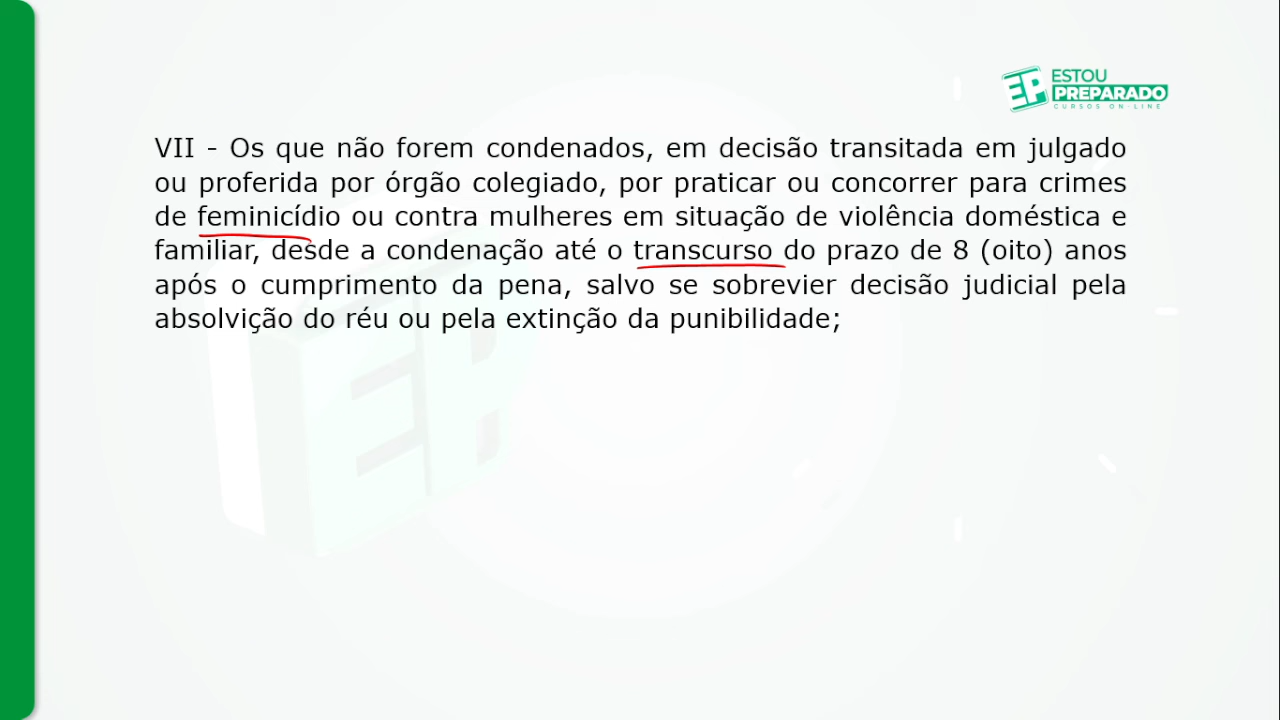 ESTOU
PREPARADO
CURSOS ON-LINE
VII - Os que não forem condenados, em decisão transitada em julgado
ou proferida por órgão colegiado, por praticar ou concorrer para crimes
de feminicídio ou contra mulheres em situação de violência doméstica e
familiar, desde a condenação até o transcurso do prazo de 8 (oito) anos
após o cumprimento da pena, salvo se sobrevier decisão judicial pela
absolvição do réu ou pela extinção da punibilidade;
EP